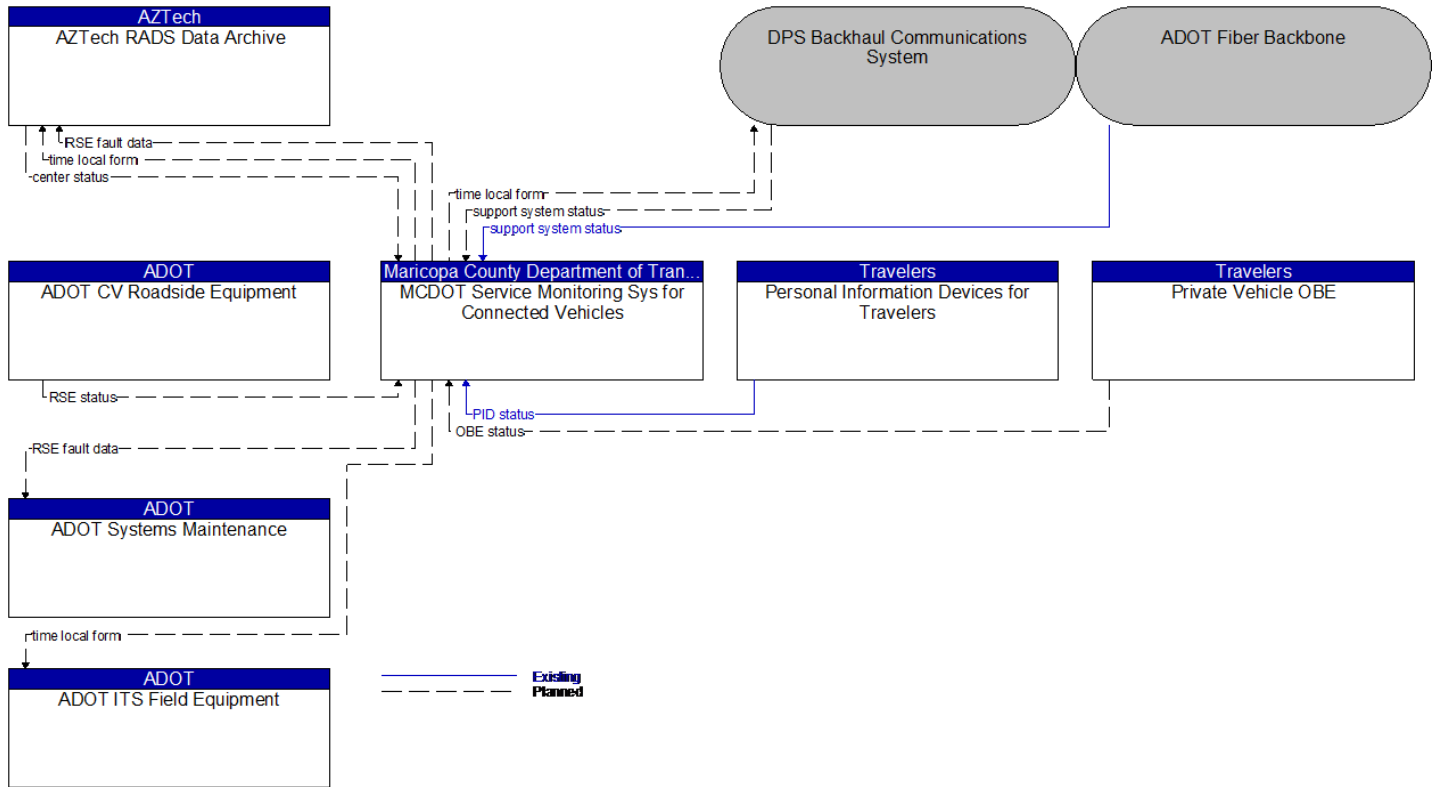 AZTech
AZTech RADS Data Archive
DPS Backhaul Communications
System
ADOT Fiber Backbone
RSE fault data
time local form
center status
time local form
support system status
support system status
ADOT
ADOT CV Roadside Equipment
Maricopa County Department of Tran...
MCDOT Service Monitoring Sys for
Connected Vehicles
Travelers
Personal Information Devices for
Travelers
Travelers
Private Vehicle OBE
RSE status
PID status
OBE status
RSE fault data
ADOT
ADOT Systems Maintenance
time local form
ADOT
ADOT ITS Field Equipment
Existing
Planned